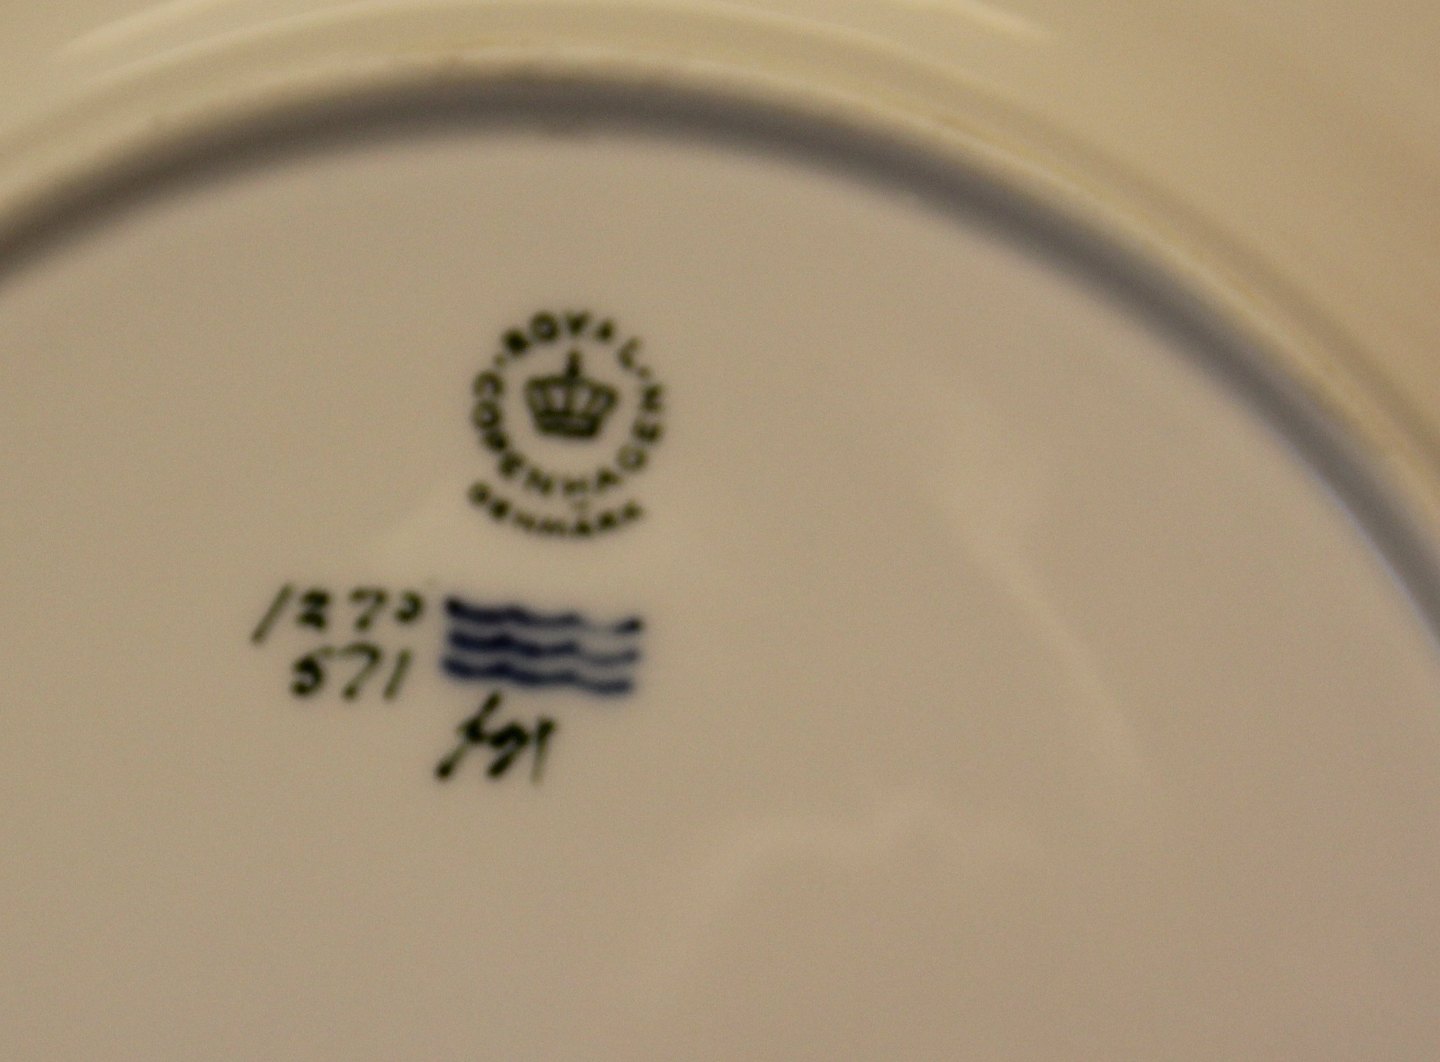 ·ROYAL·
COPENHAGEN
DENMARK
1270
571